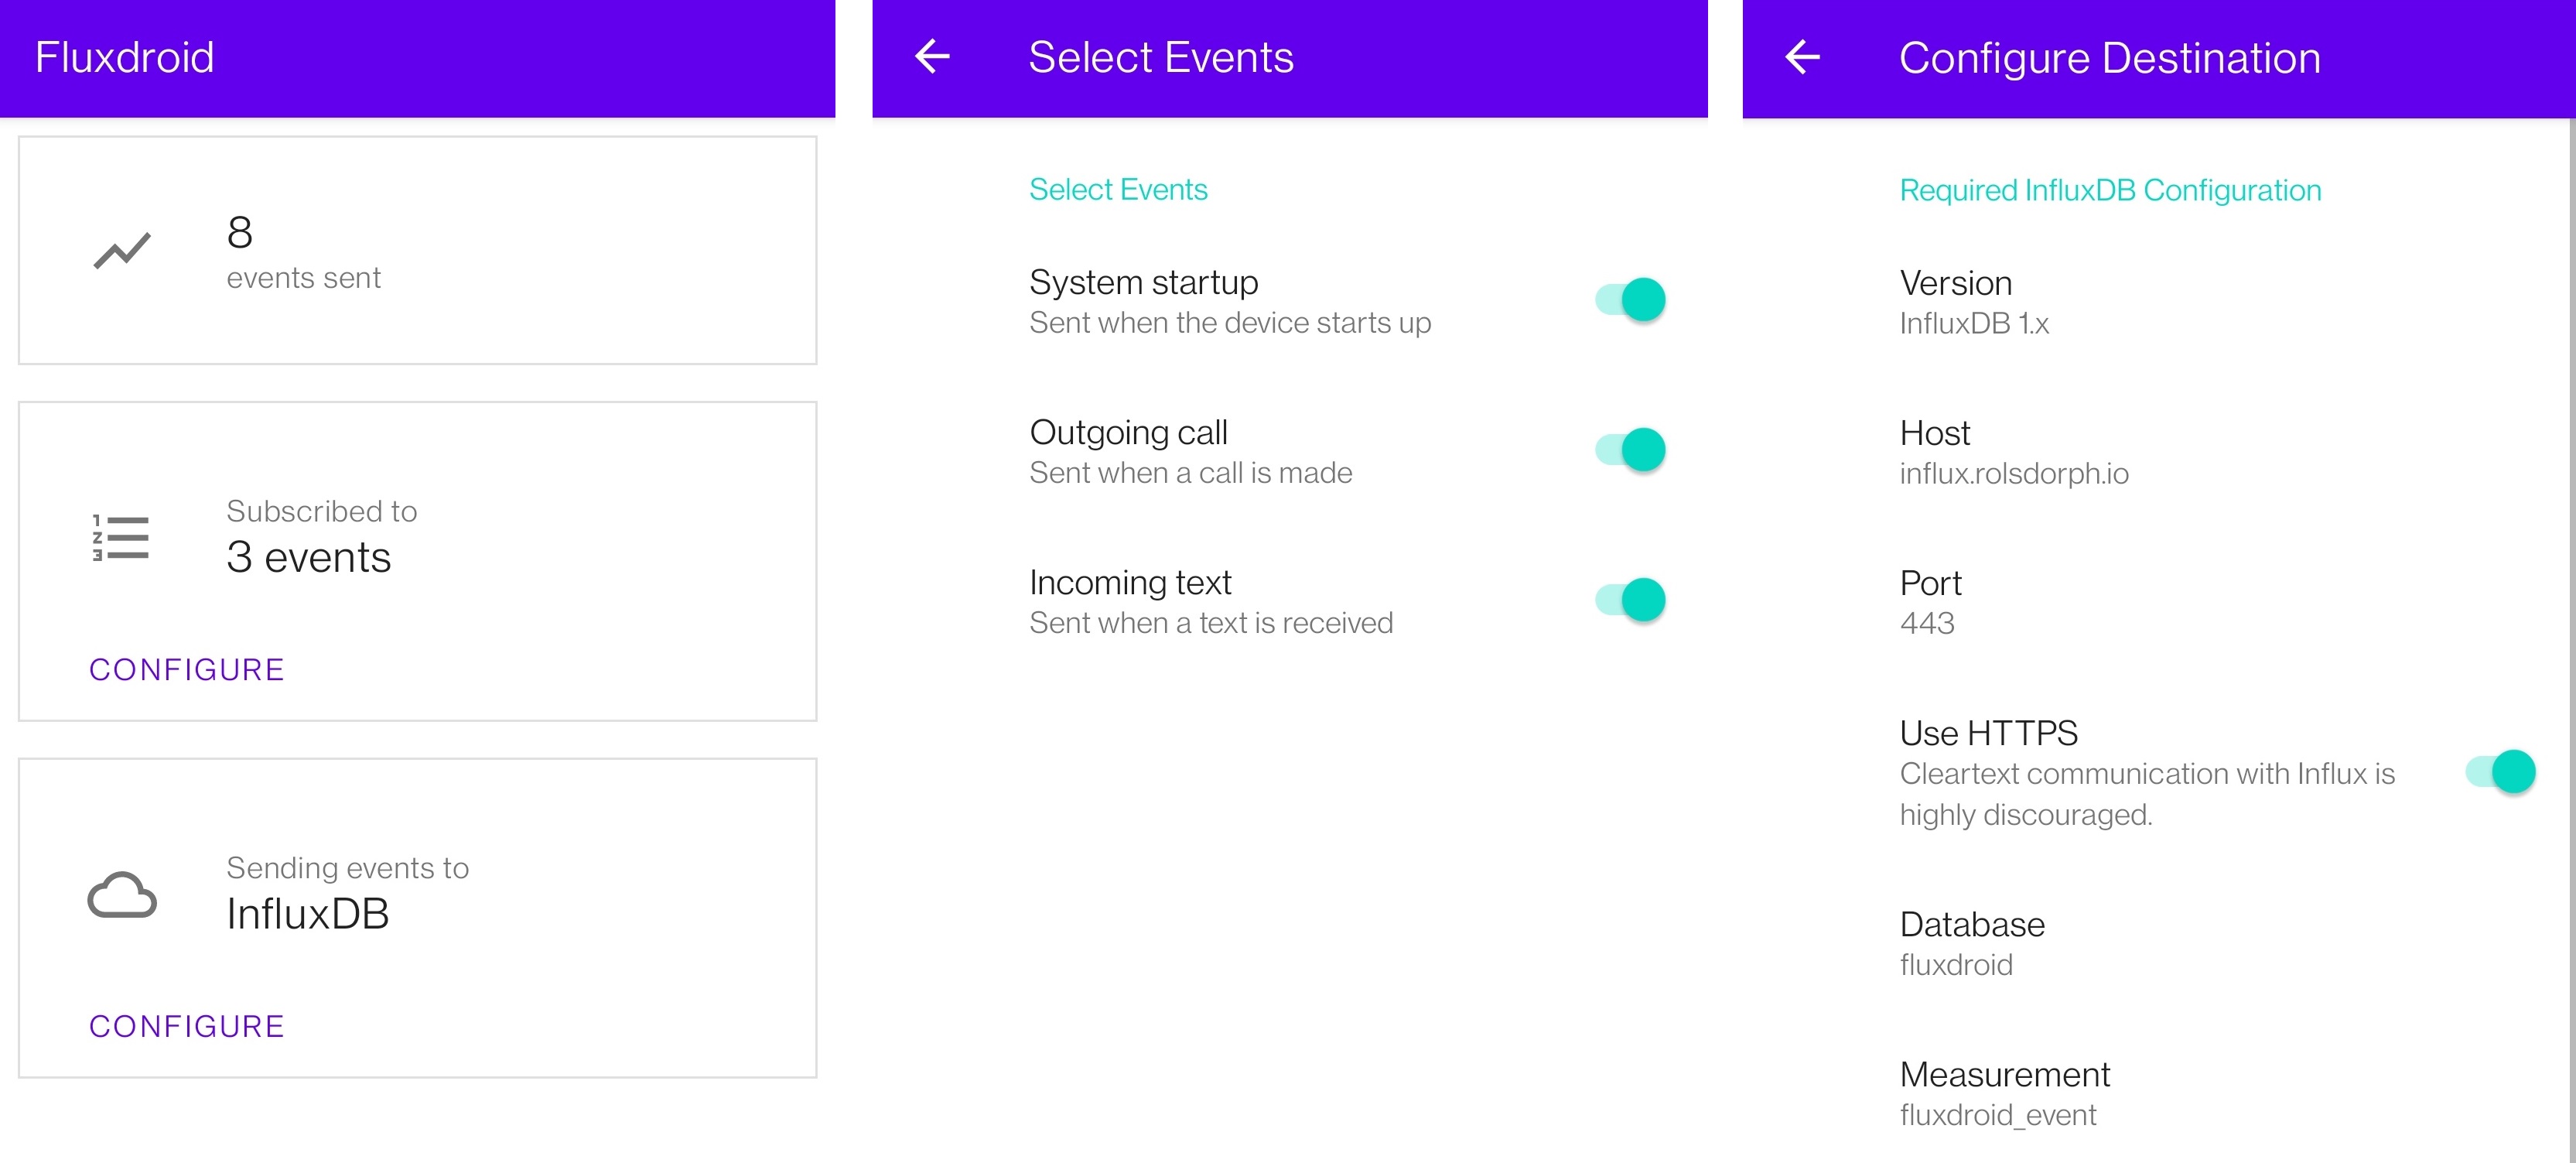 Fluxdroid
8
events sent
1
2
3
Subscribed to
3 events
CONFIGURE
Sending events to
InfluxDB
CONFIGURE
Select Events
Select Events
System startup
Sent when the device starts up
Outgoing call
Sent when a call is made
Incoming text
Sent when a text is received
Configure Destination
Required InfluxDB Configuration
Version
InfluxDB 1.x
Host
influx.rolsdorph.io
Port
443
Use HTTPS
Cleartext communication with Influx is
highly discouraged.
Database
fluxdroid
Measurement
fluxdroid_event